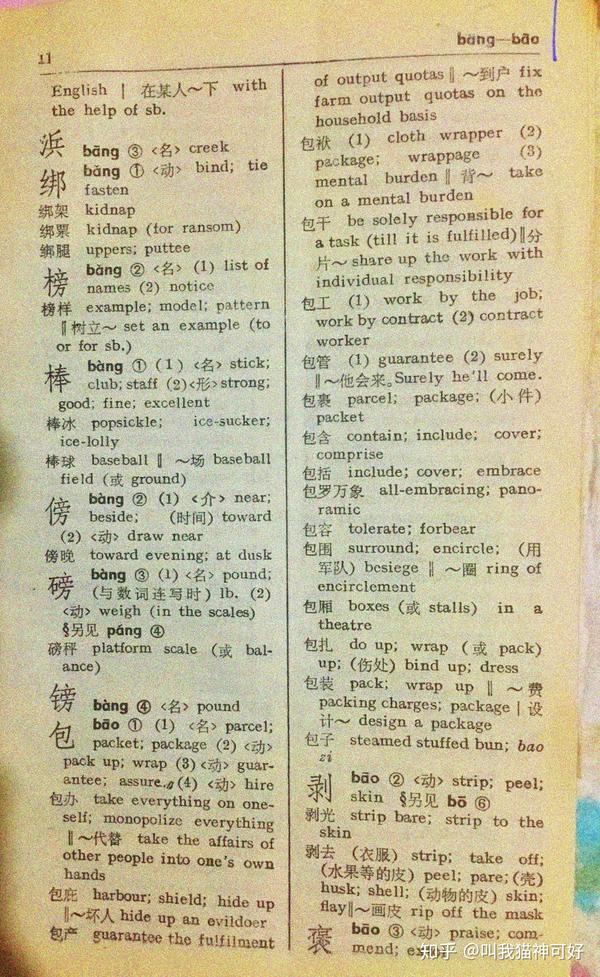 11
bāng—bāo
English | 在某人～下 with
the help of sb.
浜 bāng ③ <名> creek
绑 bǎng ① <动> bind; tie
fasten
绑架 kidnap
绑票 kidnap (for ransom)
绑腿 uppers; puttee
榜 bǎng ② <名> (1) list of
names (2) notice
榜样 example; model; pattern
‖树立～ set an example (to
or for sb.)
棒 bàng ① (1) <名> stick;
club; staff (2)<形>strong;
good; fine; excellent
棒冰 popsickle; ice-sucker;
ice-lolly
棒球 baseball ‖ ～场 baseball
field (或 ground)
傍 bàng ② (1) <介> near;
beside; (时间) toward
(2) <动> draw near
傍晚 toward evening; at dusk
磅 bàng ③ (1) <名> pound;
(与数词连写时) lb. (2)
<动> weigh (in the scales)
§另见 páng ④
磅秤 platform scale (或 bal-
ance)
镑 bàng ④ <名> pound
包 bāo ① (1) <名> parcel;
packet; package (2) <动>
pack up; wrap (3) <动> guar-
antee; assure (4) <动> hire
包办 take everything on one-
self; monopolize everything
‖～代替 take the affairs of
other people into one's own
hands
包庇 harbour; shield; hide up
‖～坏人 hide up an evildoer
包产 guarantee the fulfilment
of output quotas‖～到户 fix
farm output quotas on the
household basis
包袱 (1) cloth wrapper (2)
package; wrappage (3)
mental burden‖背～ take
on a mental burden
包干 be solely responsible for
a task (till it is fulfilled)‖分
片～ share up the work with
individual responsibility
包工 (1) work by the job;
work by contract (2) contract
worker
包管 (1) guarantee (2) surely
‖～他会来。Surely he'll come.
包裹 parcel; package; (小件)
packet
包含 contain; include; cover;
comprise
包括 include; cover; embrace
包罗万象 all-embracing; pano-
ramic
包容 tolerate; forbear
包围 surround; encircle; (用
军队) besiege ‖ ～圈 ring of
encirclement
包厢 boxes (或 stalls) in a
theatre
包扎 do up; wrap (或 pack)
up; (伤处) bind up; dress
包装 pack; wrap up ‖ ～费
packing charges; package | 设
计～ design a package
包子 steamed stuffed bun; bao
zi
剥 bāo ② <动> strip; peel;
skin §另见 bō ⑥
剥光 strip bare; strip to the
skin
剥去 (衣服) strip; take off;
(水果等的皮) peel; pare; (壳)
husk; shell; (动物的皮) skin;
flay‖～画皮 rip off the mask
褒 bāo ③ <动> praise; com-
mend;
知乎 @叫我猫神可好